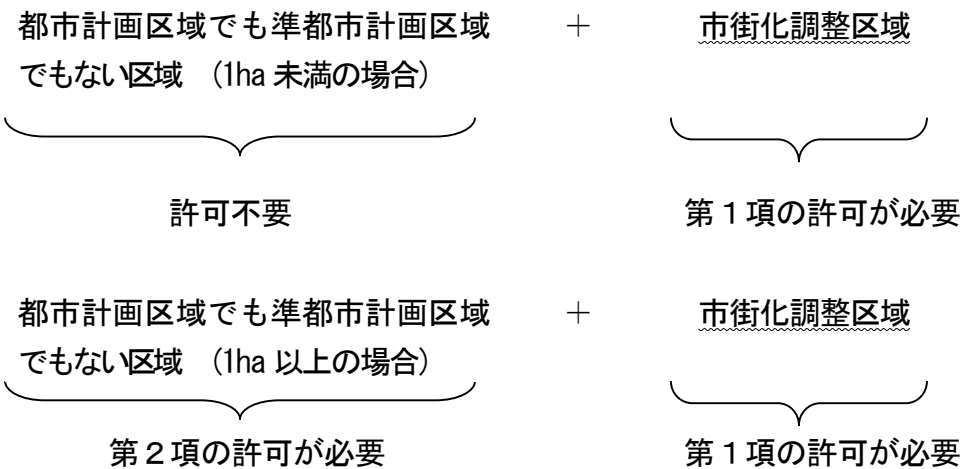 都市計画区域でも準都市計画区域 ＋ 市街化調整区域
でもない区域 （1ha 未満の場合）
許可不要 第１項の許可が必要
都市計画区域でも準都市計画区域 ＋ 市街化調整区域
でもない区域 （1ha 以上の場合）
第２項の許可が必要 第１項の許可が必要